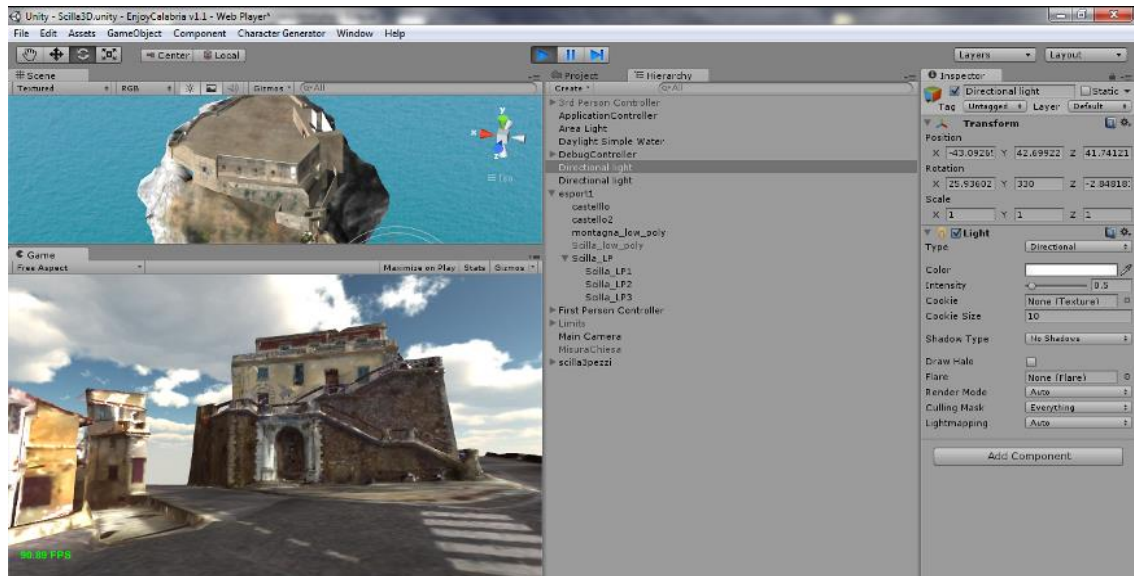 Unity - Scilla3D.unity - EnjoyCalabria v1.1 - Web Player*
File Edit Assets GameObject Component Character Generator Window Help
Center Local
Layers Layout
Scene
Textured RGB Gizmos All
y
x
z
Iso
Game
Free Aspect Maximize on Play Stats Gizmos
90.89 FPS
Project Hierarchy
Create All
3rd Person Controller
ApplicationController
Area Light
Daylight Simple Water
DebugController
Directional light
Directional light
esport1
castelllo
castello2
montagna_low_poly
Scilla_low_poly
Scilla_LP
Scilla_LP1
Scilla_LP2
Scilla_LP3
First Person Controller
Limits
Main Camera
MisuraChiesa
scilla3pezzi
Inspector
Directional light Static
Tag Untagged Layer Default
Transform
Position
X -43.09265 Y 42.69922 Z 41.74121
Rotation
X 25.93602 Y 330 Z -2.84818
Scale
X 1 Y 1 Z 1
Light
Type Directional
Color
Intensity 0.5
Cookie None (Texture)
Cookie Size 10
Shadow Type No Shadows
Draw Halo
Flare None (Flare)
Render Mode Auto
Culling Mask Everything
Lightmapping Auto
Add Component